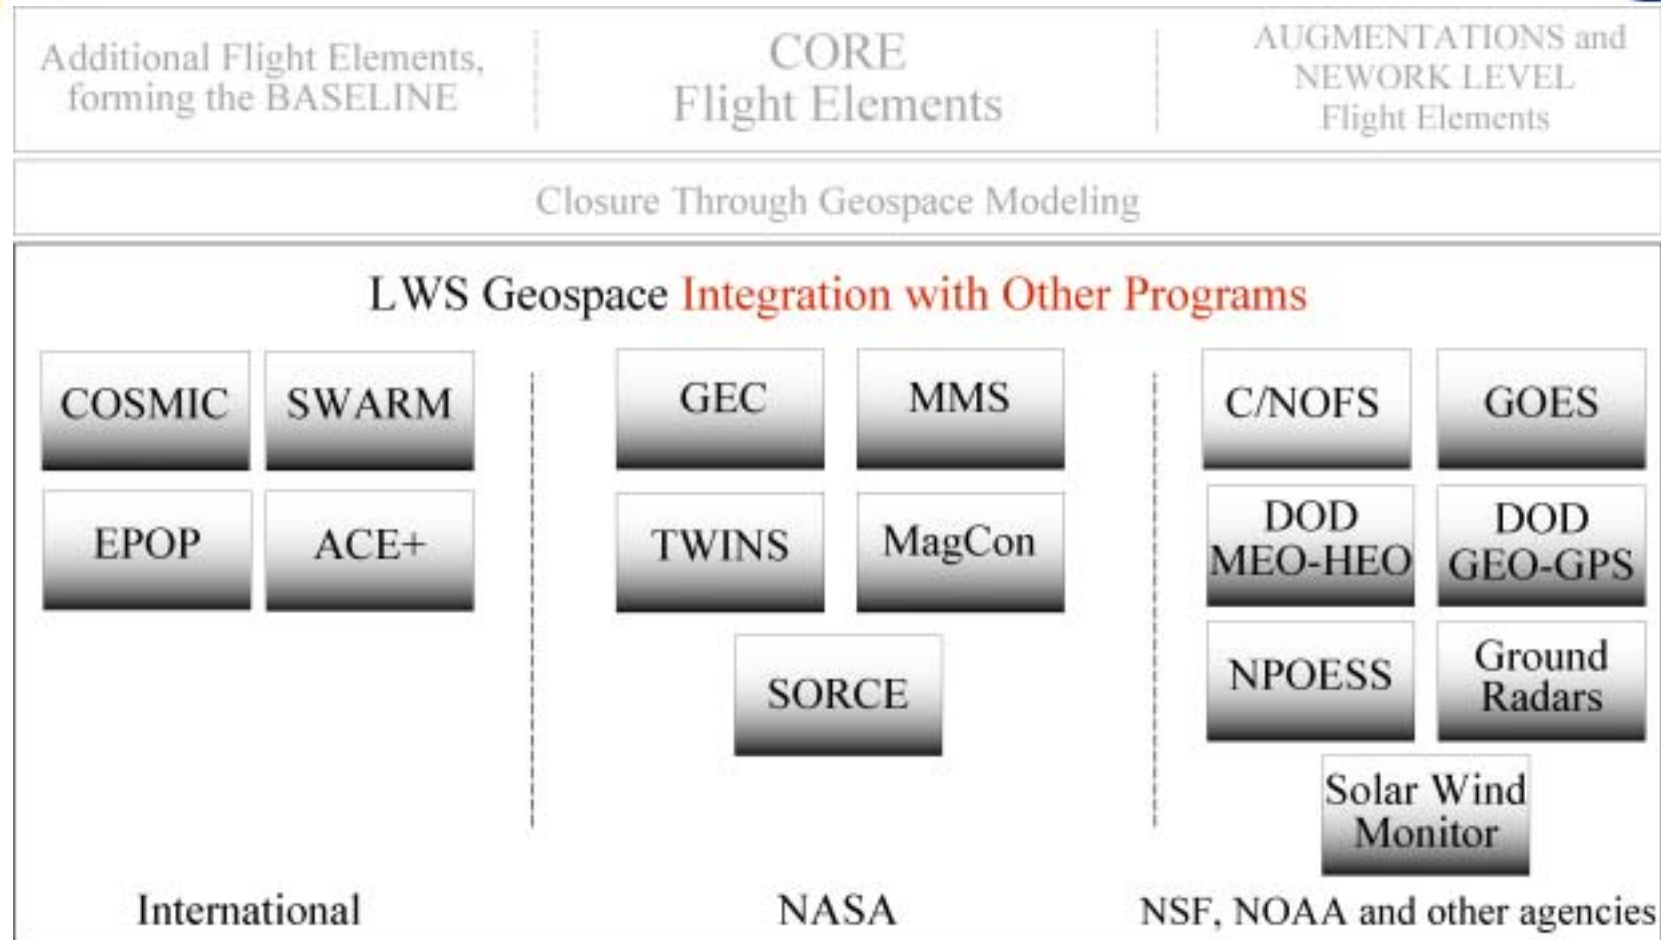 Additional Flight Elements,
forming the BASELINE
CORE
Flight Elements
AUGMENTATIONS and
NEWORK LEVEL
Flight Elements
Closure Through Geospace Modeling
LWS Geospace Integration with Other Programs
COSMIC
SWARM
EPOP
ACE+
International
GEC
MMS
TWINS
MagCon
SORCE
NASA
C/NOFS
GOES
DOD
MEO-HEO
DOD
GEO-GPS
NPOESS
Ground
Radars
Solar Wind
Monitor
NSF, NOAA and other agencies